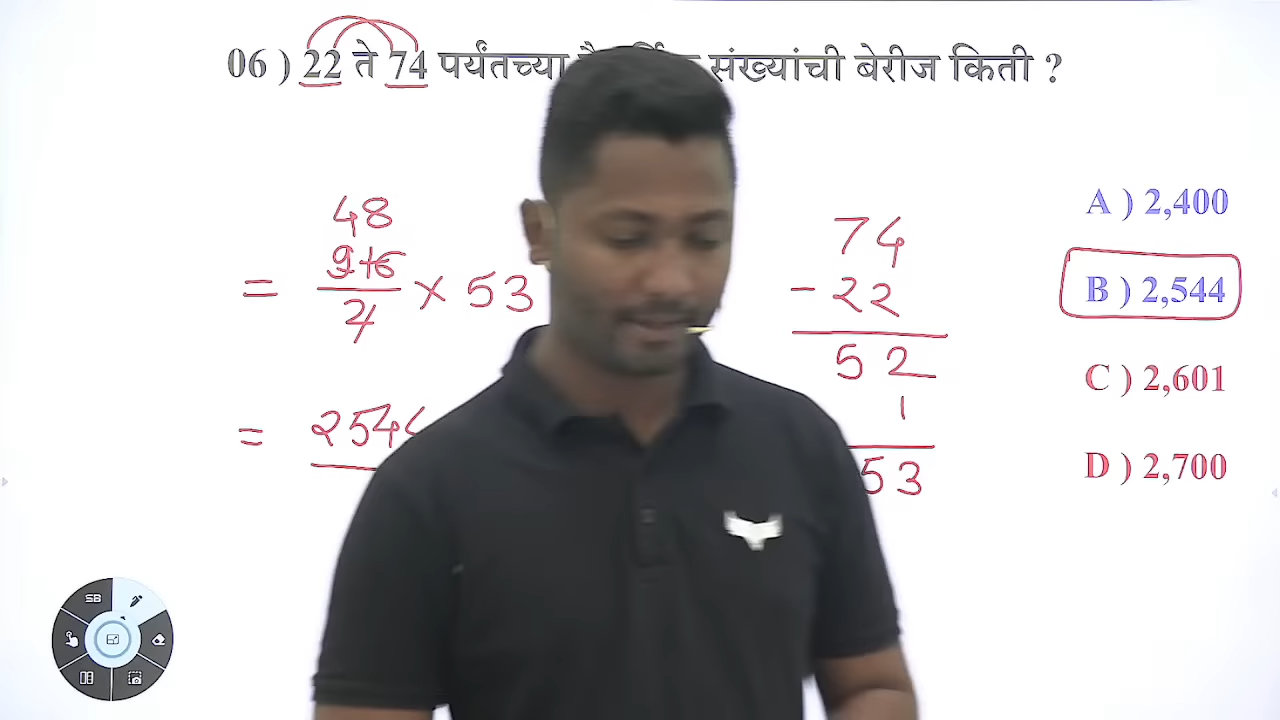 06 ) 22 ते 74 पर्यंतच्या संख्यांची बेरीज किती ?
48
96
= — × 53
2
= 2544
74
- 22
52
1
53
A ) 2,400
B ) 2,544
C ) 2,601
D ) 2,700
SB